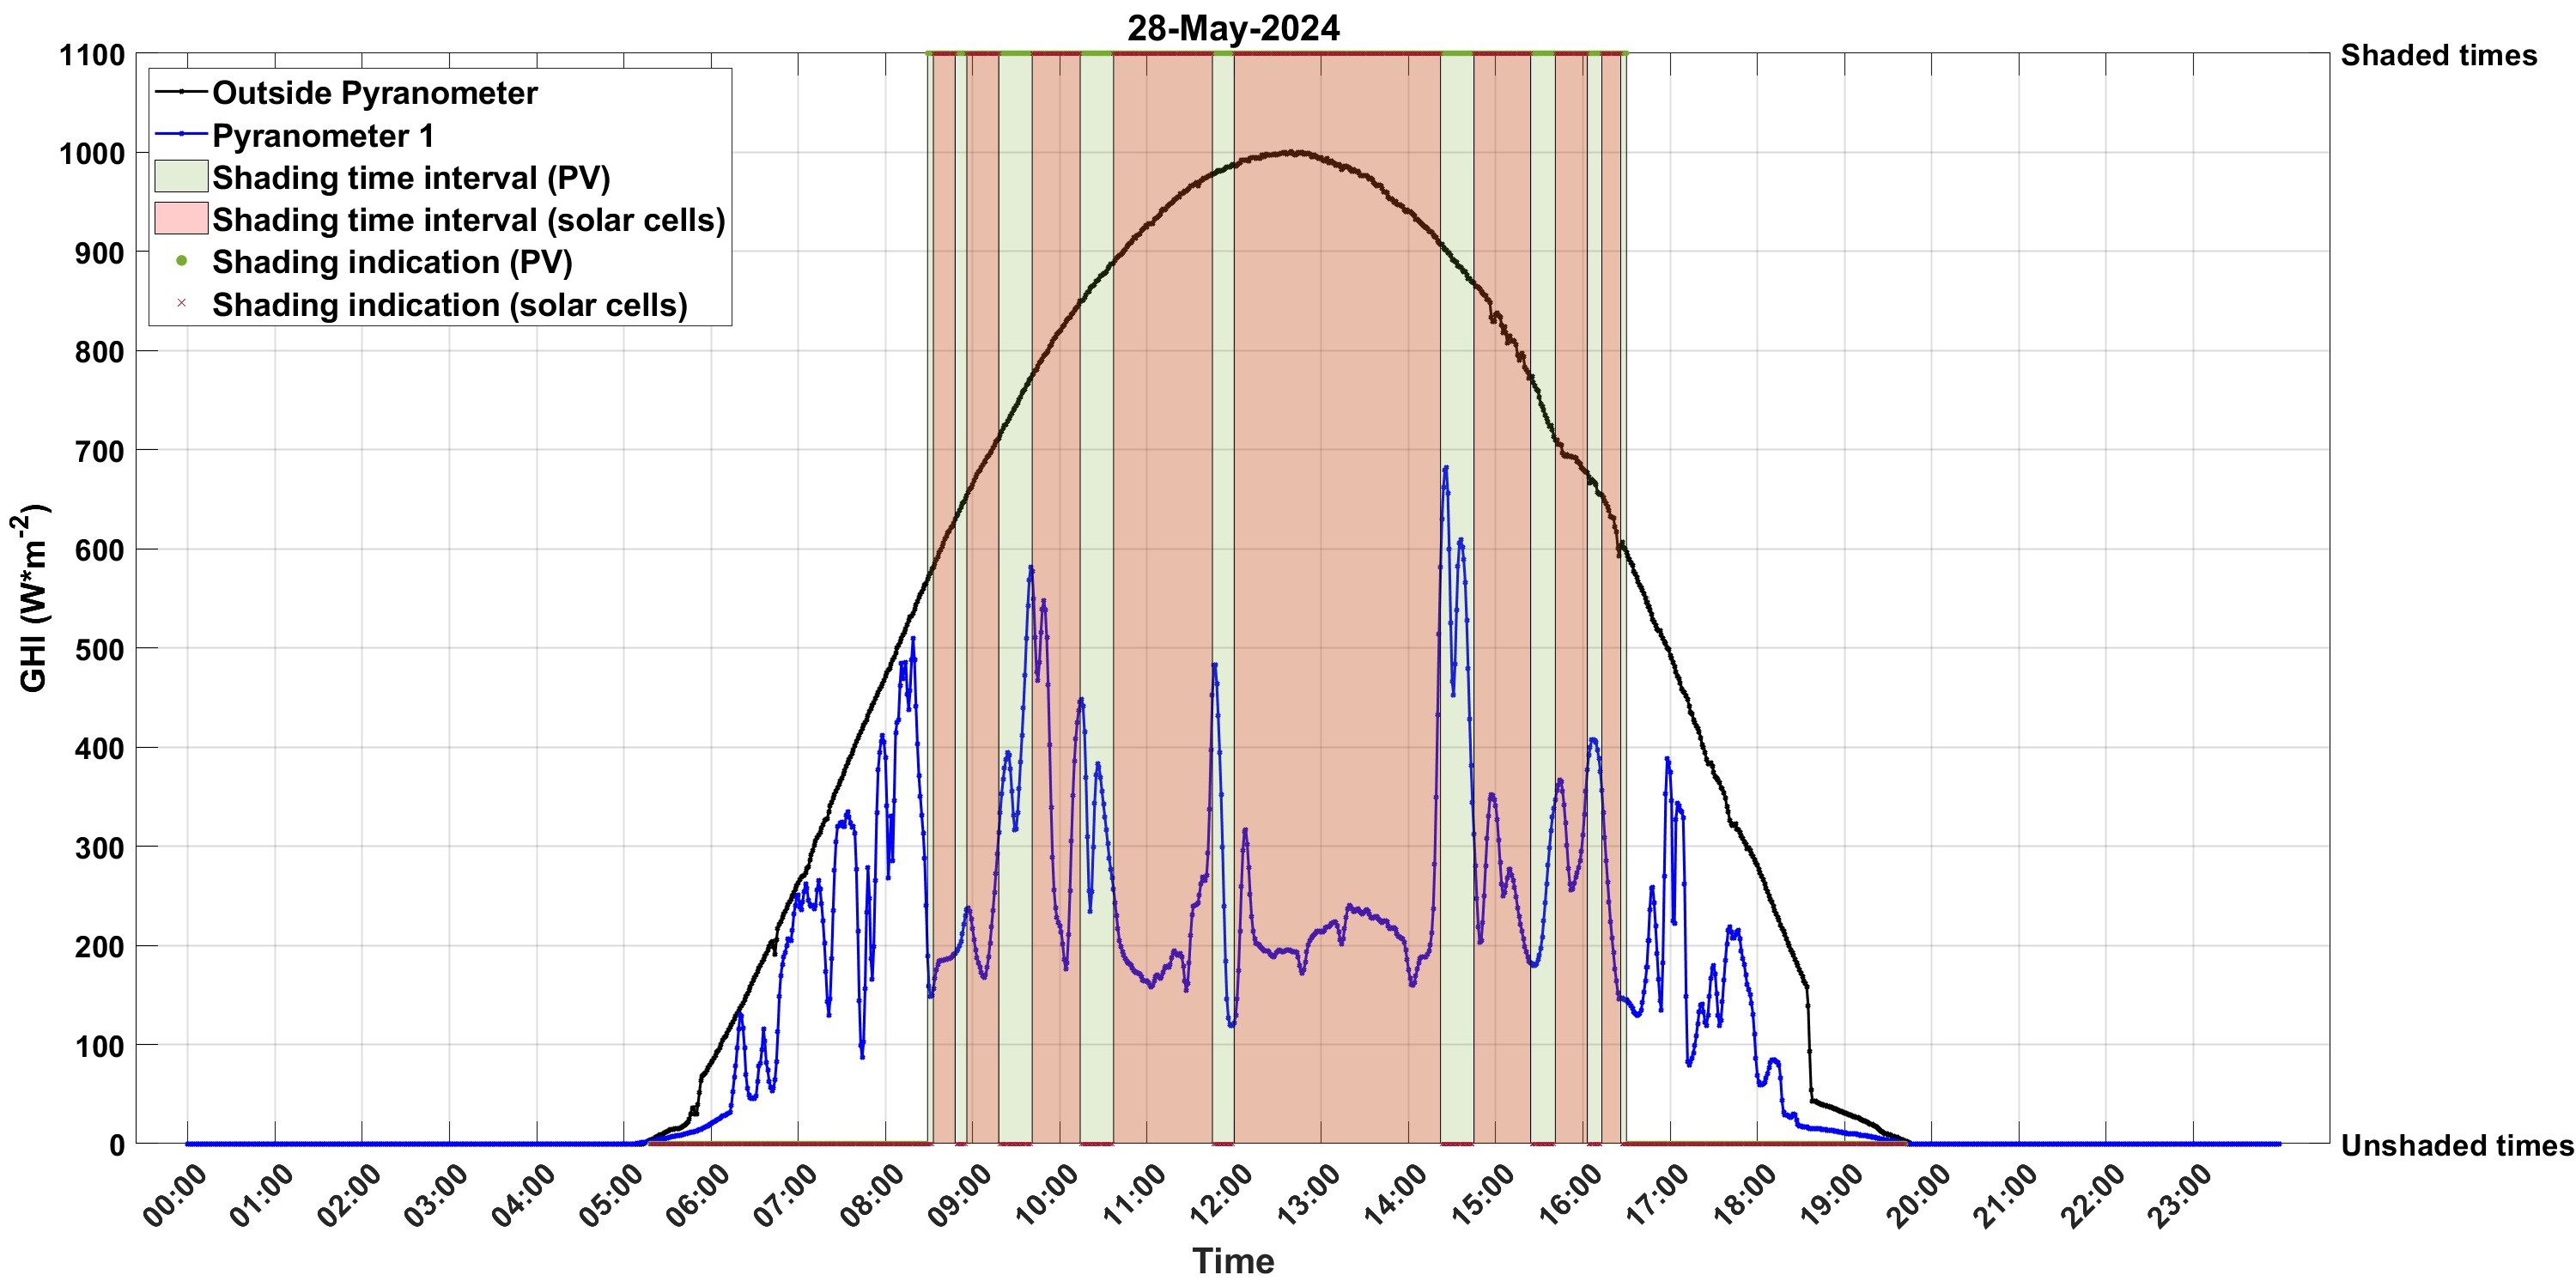 28-May-2024
Shaded times
1100
1000
900
800
700
600
500
400
300
200
100
0
GHI (W*m-2)
Outside Pyranometer
Pyranometer 1
Shading time interval (PV)
Shading time interval (solar cells)
Shading indication (PV)
Shading indication (solar cells)
Unshaded times
00:00 01:00 02:00 03:00 04:00 05:00 06:00 07:00 08:00 09:00 10:00 11:00 12:00 13:00 14:00 15:00 16:00 17:00 18:00 19:00 20:00 21:00 22:00 23:00
Time